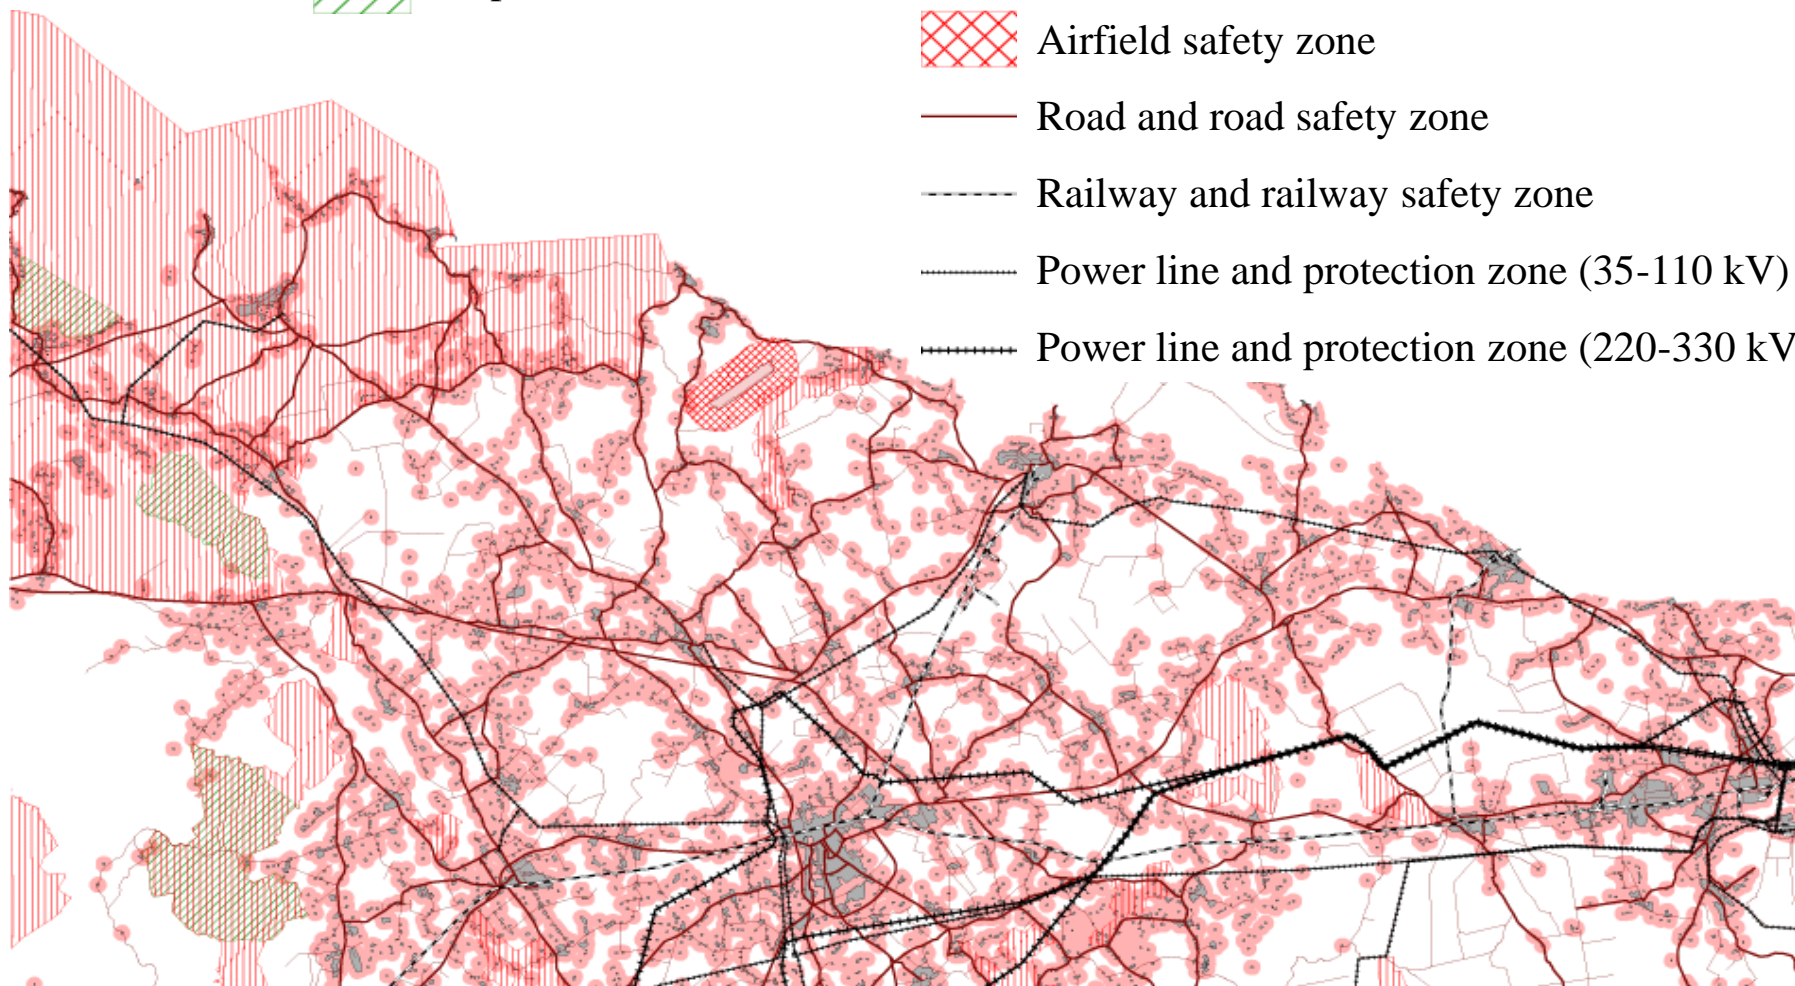 Airfield safety zone
Road and road safety zone
Railway and railway safety zone
Power line and protection zone (35-110 kV)
Power line and protection zone (220-330 kV